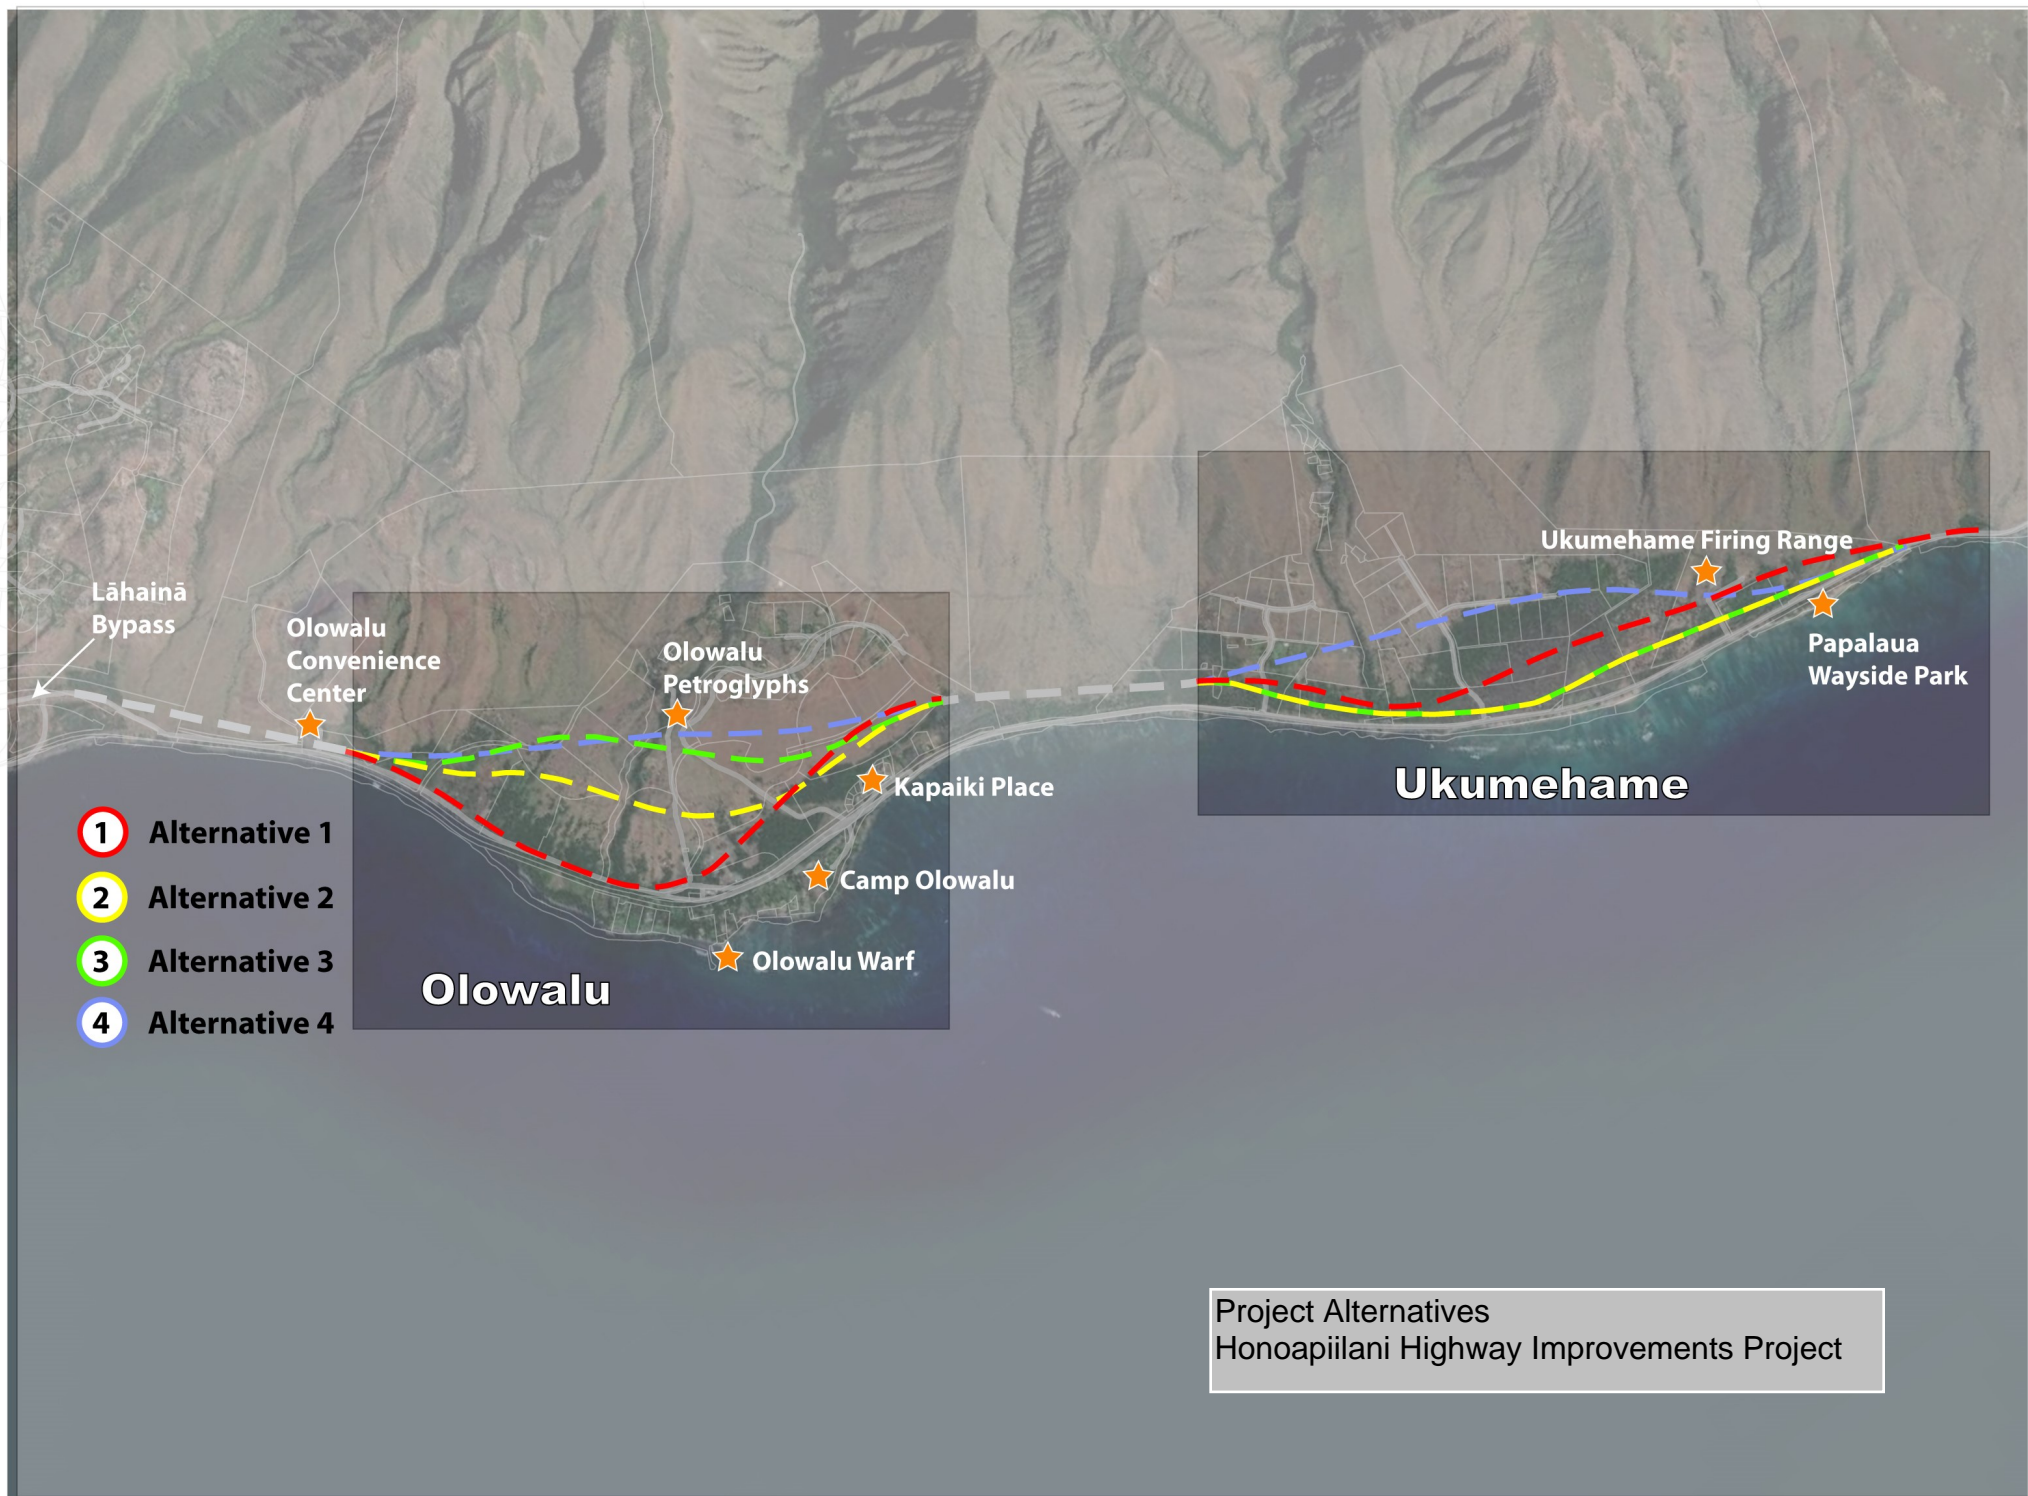 Ukumehame Firing Range
Lāhainā
Bypass
Olowalu
Convenience
Center
Olowalu
Petroglyphs
Papalaua
Wayside Park
Kapaiki Place
Ukumehame
1 Alternative 1
2 Alternative 2
3 Alternative 3
4 Alternative 4
Camp Olowalu
Olowalu Warf
Olowalu
Project Alternatives
Honoapiilani Highway Improvements Project